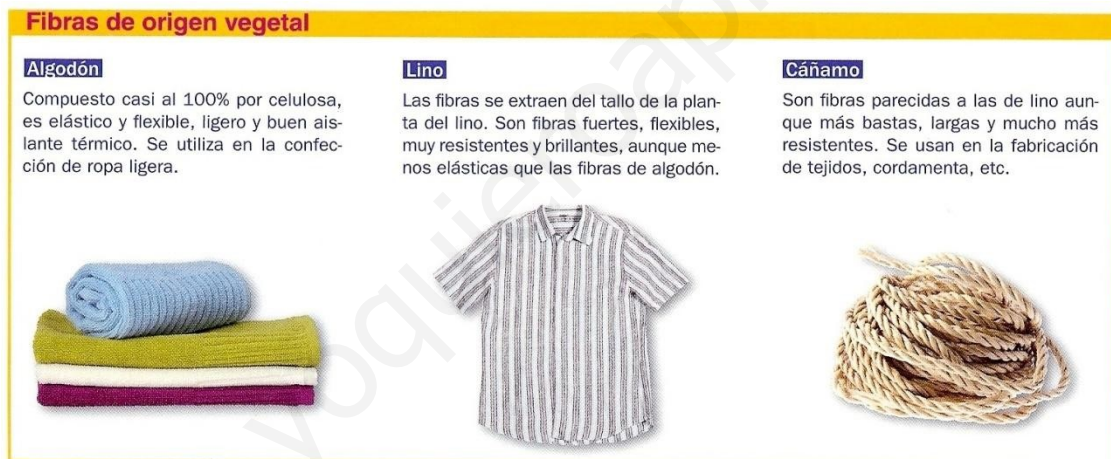 Fibras de origen vegetal
Algodón
Compuesto casi al 100% por celulosa,
es elástico y flexible, ligero y buen ais-
lante térmico. Se utiliza en la confec-
ción de ropa ligera.
Lino
Las fibras se extraen del tallo de la plan-
ta del lino. Son fibras fuertes, flexibles,
muy resistentes y brillantes, aunque me-
nos elásticas que las fibras de algodón.
Cáñamo
Son fibras parecidas a las de lino aun-
que más bastas, largas y mucho más
resistentes. Se usan en la fabricación
de tejidos, cordamenta, etc.
yoquieroap